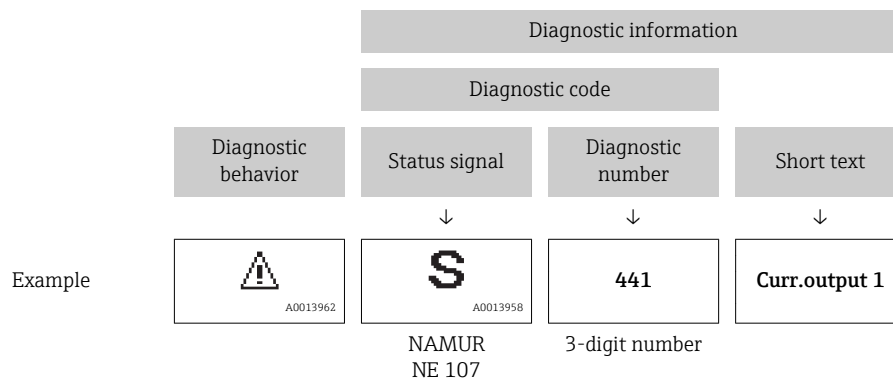 Diagnostic information
Diagnostic code
Diagnostic
behavior
Status signal
Diagnostic
number
Short text
↓ ↓ ↓
Example
A0013962
S
A0013958
441
Curr.output 1
NAMUR
NE 107
3-digit number